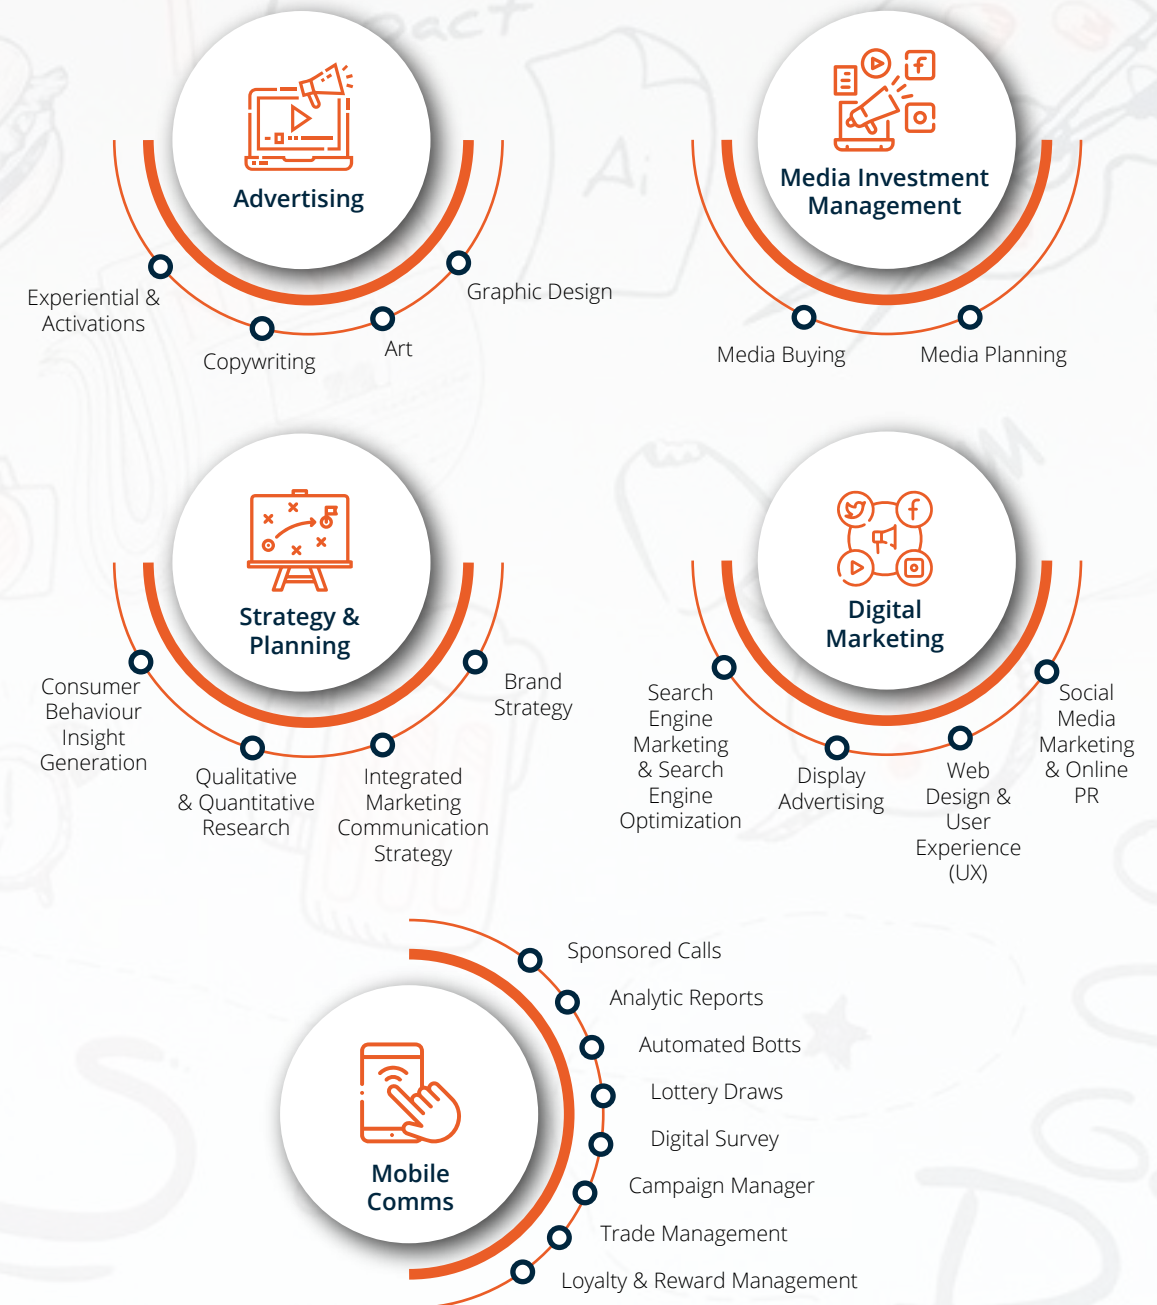 Advertising
Experiential &
Activations
Copywriting
Art
Graphic Design
Media Investment
Management
Media Buying
Media Planning
Strategy &
Planning
Consumer
Behaviour
Insight
Generation
Qualitative
& Quantitative
Research
Integrated
Marketing
Communication
Strategy
Brand
Strategy
Digital
Marketing
Search
Engine
Marketing
& Search
Engine
Optimization
Display
Advertising
Web
Design &
User
Experience
(UX)
Social
Media
Marketing
& Online
PR
Mobile
Comms
Sponsored Calls
Analytic Reports
Automated Botts
Lottery Draws
Digital Survey
Campaign Manager
Trade Management
Loyalty & Reward Management
Ai